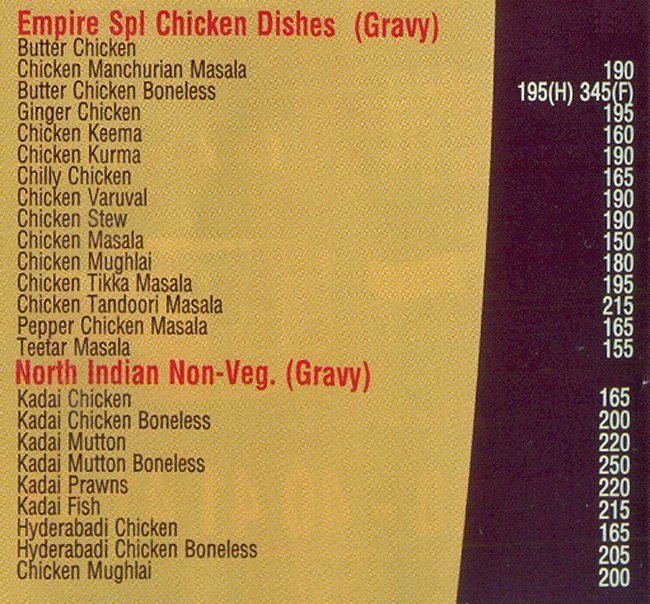 Empire Spl Chicken Dishes (Gravy)
Butter Chicken
Chicken Manchurian Masala 190
Butter Chicken Boneless 195(H) 345(F)
Ginger Chicken 195
Chicken Keema 160
Chicken Kurma 190
Chilly Chicken 165
Chicken Varuval 190
Chicken Stew 190
Chicken Masala 150
Chicken Mughlai 180
Chicken Tikka Masala 195
Chicken Tandoori Masala 215
Pepper Chicken Masala 165
Teetar Masala 155
North Indian Non-Veg. (Gravy)
Kadai Chicken 165
Kadai Chicken Boneless 200
Kadai Mutton 220
Kadai Mutton Boneless 250
Kadai Prawns 220
Kadai Fish 215
Hyderabadi Chicken 165
Hyderabadi Chicken Boneless 205
Chicken Mughlai 200